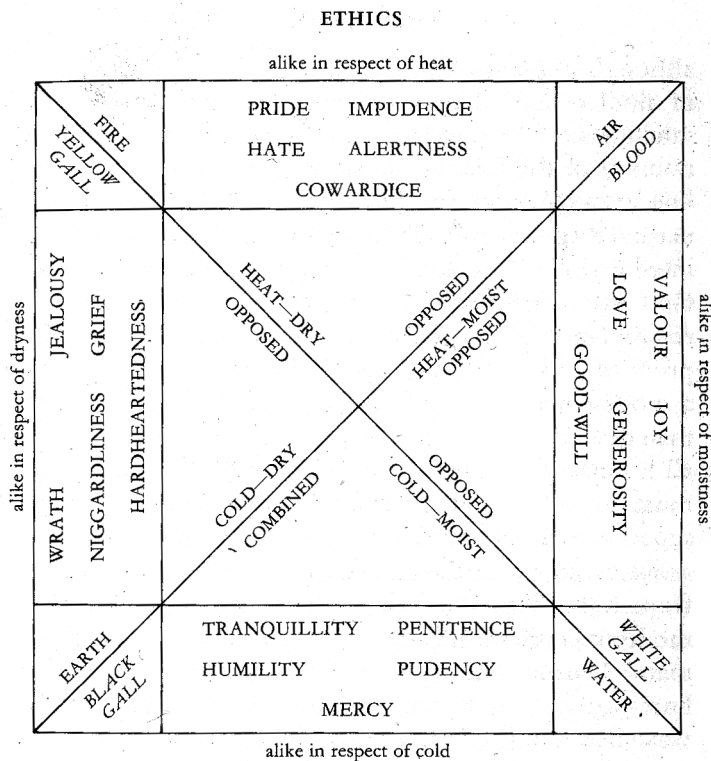 ETHICS
alike in respect of heat
FIRE
YELLOW
GALL
PRIDE IMPUDENCE
HATE ALERTNESS
COWARDICE
AIR
BLOOD
alike in respect of dryness
WRATH JEALOUSY
NIGGARDLINESS GRIEF
HARDHEARTEDNESS
HEAT—DRY
OPPOSED
OPPOSED
HEAT—MOIST
OPPOSED
COLD—DRY
COMBINED
OPPOSED
COLD—MOIST
VALOUR JOY
LOVE GENEROSITY
GOOD-WILL
alike in respect of moistness
EARTH
BLACK
GALL
TRANQUILLITY PENITENCE
HUMILITY PUDENCY
MERCY
WHITE
GALL
WATER
alike in respect of cold